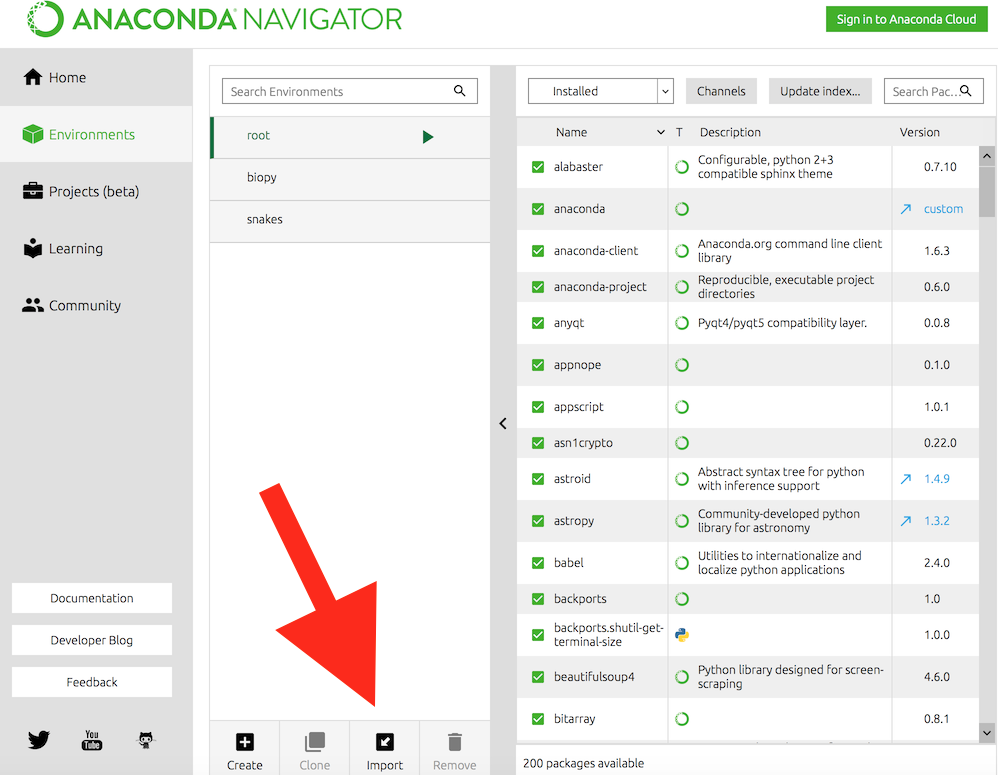 ANACONDA NAVIGATOR
Sign in to Anaconda Cloud
Home
Environments
Projects (beta)
Learning
Community
Documentation
Developer Blog
Feedback
You
Tube
Search Environments
root
biopy
snakes
Create
Clone
Import
Remove
Installed
Channels
Update index...
Search Pac...
Name T Description Version
alabaster Configurable, python 2+3 0.7.10
compatible sphinx theme
anaconda custom
anaconda-client Anaconda.org command line client 1.6.3
library
anaconda-project Reproducible, executable project 0.6.0
directories
anyqt Pyqt4/pyqt5 compatibility layer. 0.0.8
appnope 0.1.0
appscript 1.0.1
asn1crypto 0.22.0
astroid Abstract syntax tree for python 1.4.9
with inference support
astropy Community-developed python 1.3.2
library for astronomy
babel Utilities to internationalize and 2.4.0
localize python applications
backports 1.0
backports.shutil-get- 1.0.0
terminal-size
beautifulsoup4 Python library designed for screen- 4.6.0
scraping
bitarray 0.8.1
200 packages available